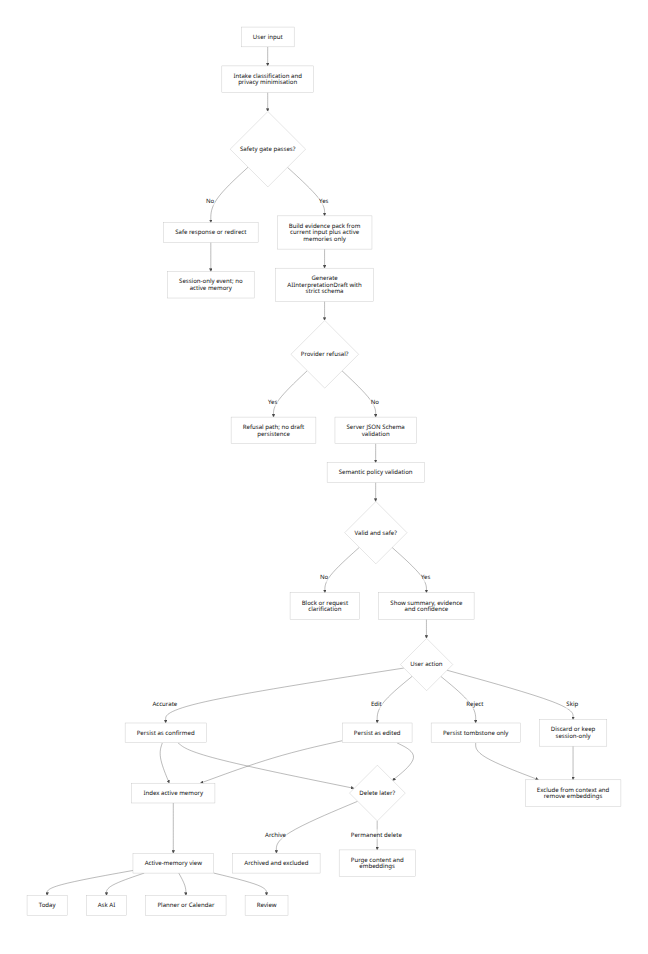 User input
Intake classification and
privacy minimisation
Safety gate passes?
No
Yes
Safe response or redirect
Build evidence pack from
current input plus active
memories only
Session-only event; no
active memory
Generate
AIInterpretationDraft with
strict schema
Provider refusal?
Yes
No
Refusal path; no draft
persistence
Server JSON Schema
validation
Semantic policy validation
Valid and safe?
No
Yes
Block or request
clarification
Show summary, evidence
and confidence
User action
Accurate
Edit
Reject
Skip
Persist as confirmed
Persist as edited
Persist tombstone only
Discard or keep
session-only
Index active memory
Delete later?
Exclude from context and
remove embeddings
Archive
Permanent delete
Active-memory view
Archived and excluded
Purge content and
embeddings
Today
Ask AI
Planner or Calendar
Review